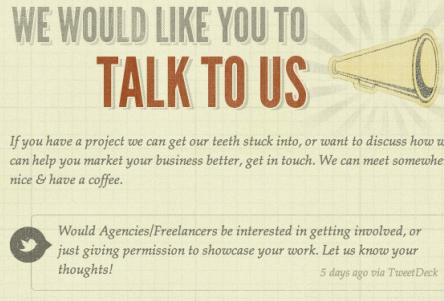 WE WOULD LIKE YOU TO
TALK TO US
If you have a project we can get our teeth stuck into, or want to discuss how w
can help you market your business better, get in touch. We can meet somewhe
nice & have a coffee.
Would Agencies/Freelancers be interested in getting involved, or
just giving permission to showcase your work. Let us know your
thoughts!
5 days ago via TweetDeck